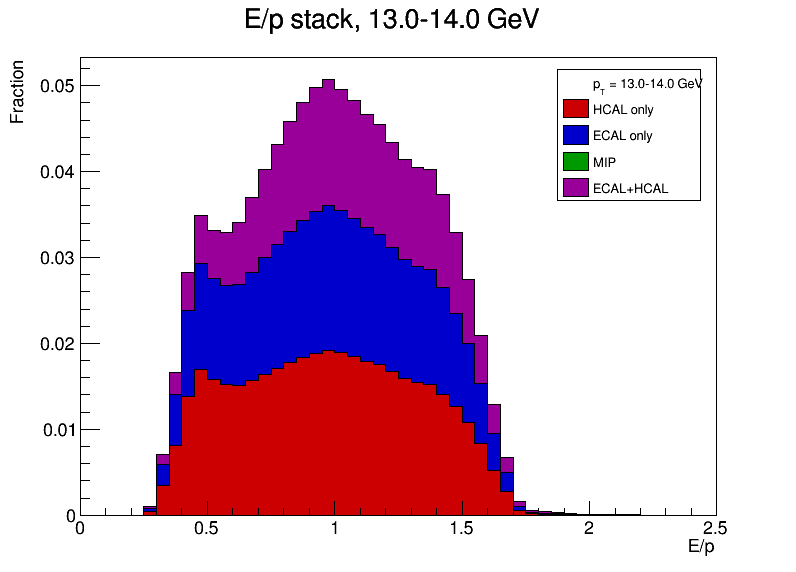 E/p stack, 13.0-14.0 GeV
Fraction
p_T = 13.0-14.0 GeV
HCAL only
ECAL only
MIP
ECAL+HCAL
0.05
0.04
0.03
0.02
0.01
0
0 0.5 1 1.5 2 2.5
E/p